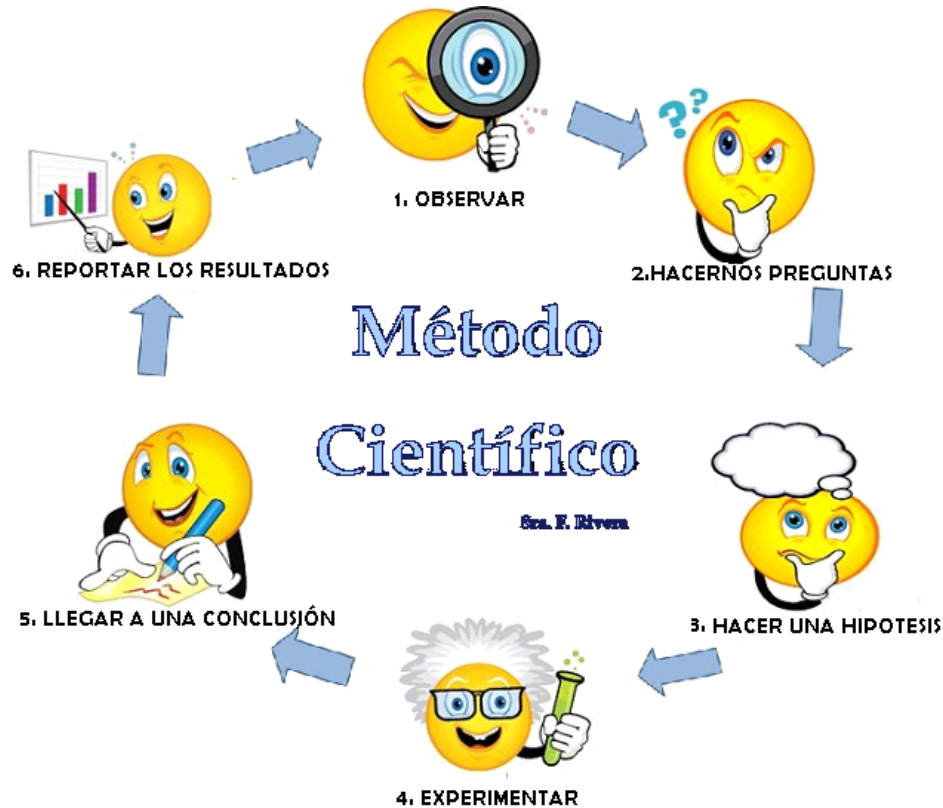 1. OBSERVAR
2.HACERNOS PREGUNTAS
3. HACER UNA HIPOTESIS
4. EXPERIMENTAR
5. LLEGAR A UNA CONCLUSIÓN
6. REPORTAR LOS RESULTADOS
Método
Científico
Sra. F. Rivera
??